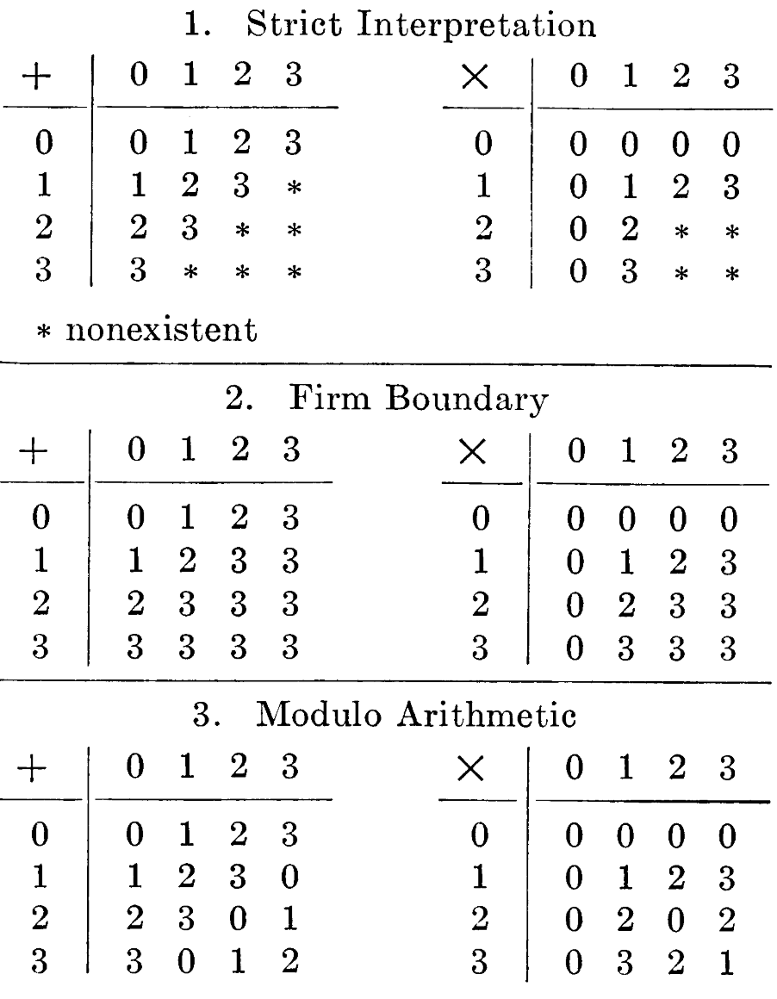 1. Strict Interpretation
+ 0 1 2 3 × 0 1 2 3
0 0 1 2 3 0 0 0 0 0
1 1 2 3 * 1 0 1 2 3
2 2 3 * * 2 0 2 * *
3 3 * * * 3 0 3 * *
* nonexistent
2. Firm Boundary
+ 0 1 2 3 × 0 1 2 3
0 0 1 2 3 0 0 0 0 0
1 1 2 3 3 1 0 1 2 3
2 2 3 3 3 2 0 2 3 3
3 3 3 3 3 3 0 3 3 3
3. Modulo Arithmetic
+ 0 1 2 3 × 0 1 2 3
0 0 1 2 3 0 0 0 0 0
1 1 2 3 0 1 0 1 2 3
2 2 3 0 1 2 0 2 0 2
3 3 0 1 2 3 0 3 2 1